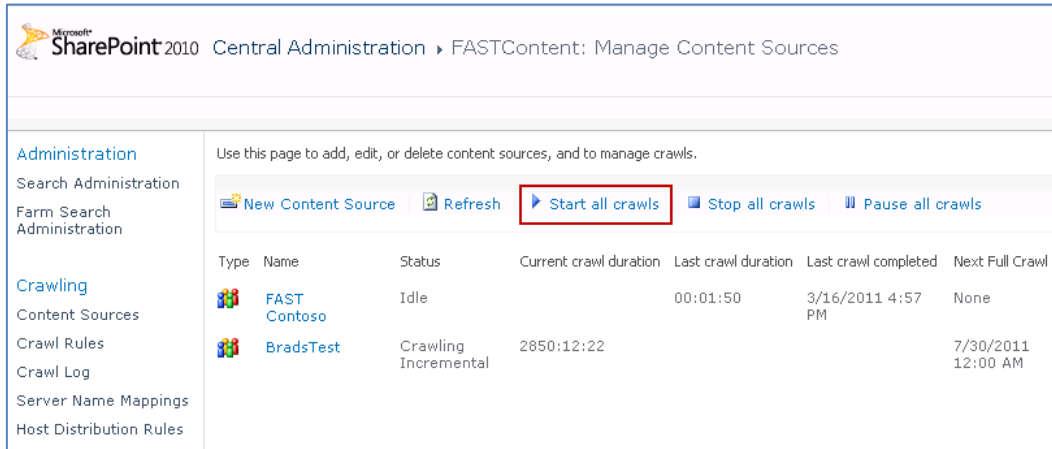 Microsoft®
SharePoint 2010 Central Administration ▸ FASTContent: Manage Content Sources
Administration
Search Administration
Farm Search
Administration
Crawling
Content Sources
Crawl Rules
Crawl Log
Server Name Mappings
Host Distribution Rules
Use this page to add, edit, or delete content sources, and to manage crawls.
New Content Source Refresh Start all crawls Stop all crawls Pause all crawls
Type Name Status Current crawl duration Last crawl duration Last crawl completed Next Full Crawl
FAST Idle 00:01:50 3/16/2011 4:57 None
Contoso PM
BradsTest Crawling 2850:12:22 7/30/2011
Incremental 12:00 AM